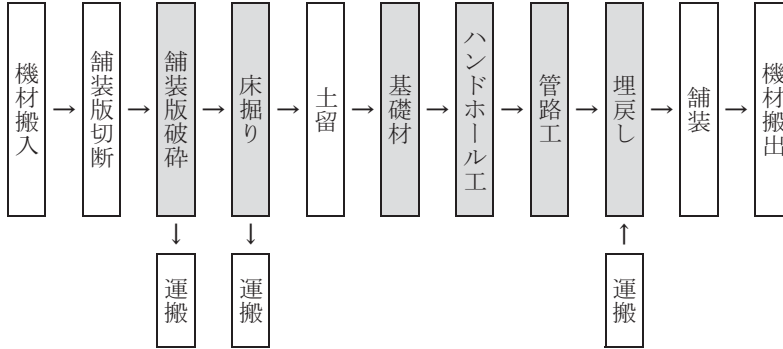 機材搬入
→
舗装版切断
→
舗装版破砕
→
床掘り
→
土留
→
基礎材
→
ハンドホール工
→
管路工
→
埋戻し
→
舗装
→
機材搬出
↓
↓
↑
運搬
運搬
運搬